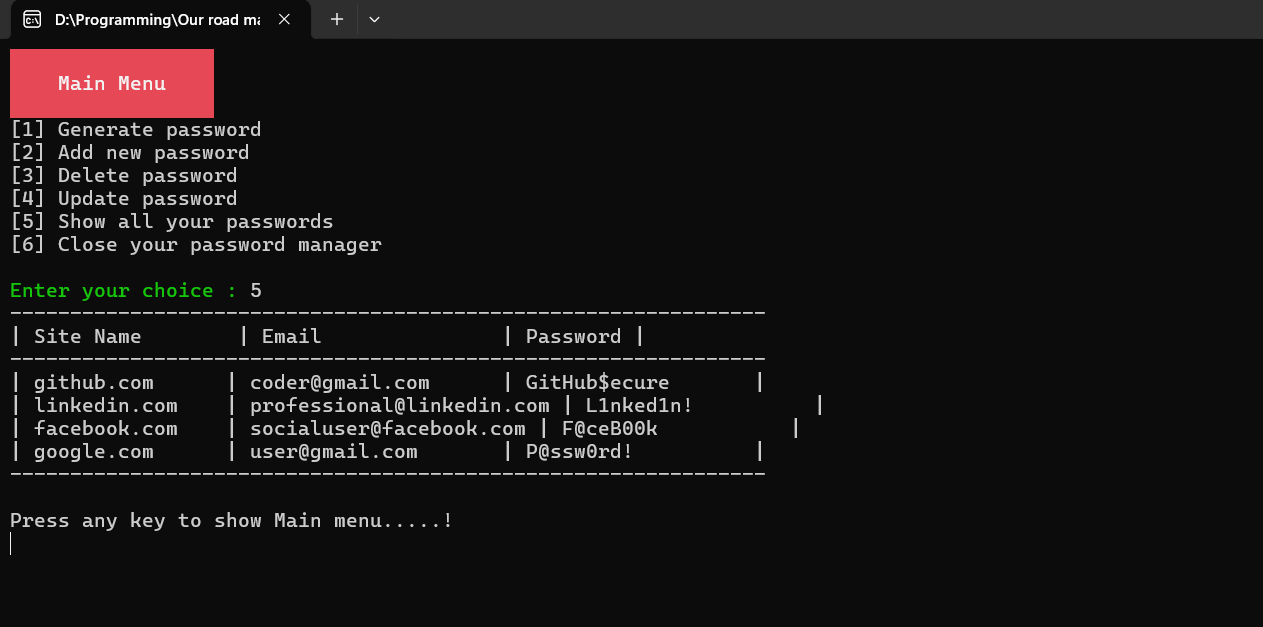 D:\Programming\Our road ma
Main Menu
[1] Generate password
[2] Add new password
[3] Delete password
[4] Update password
[5] Show all your passwords
[6] Close your password manager
Enter your choice : 5
---------------------------------------------------------------
| Site Name        | Email               | Password |
---------------------------------------------------------------
| github.com      | coder@gmail.com      | GitHub$ecure       |
| linkedin.com    | professional@linkedin.com | L1nked1n!          |
| facebook.com    | socialuser@facebook.com | F@ceB00k           |
| google.com      | user@gmail.com       | P@ssw0rd!          |
---------------------------------------------------------------
Press any key to show Main menu.....!